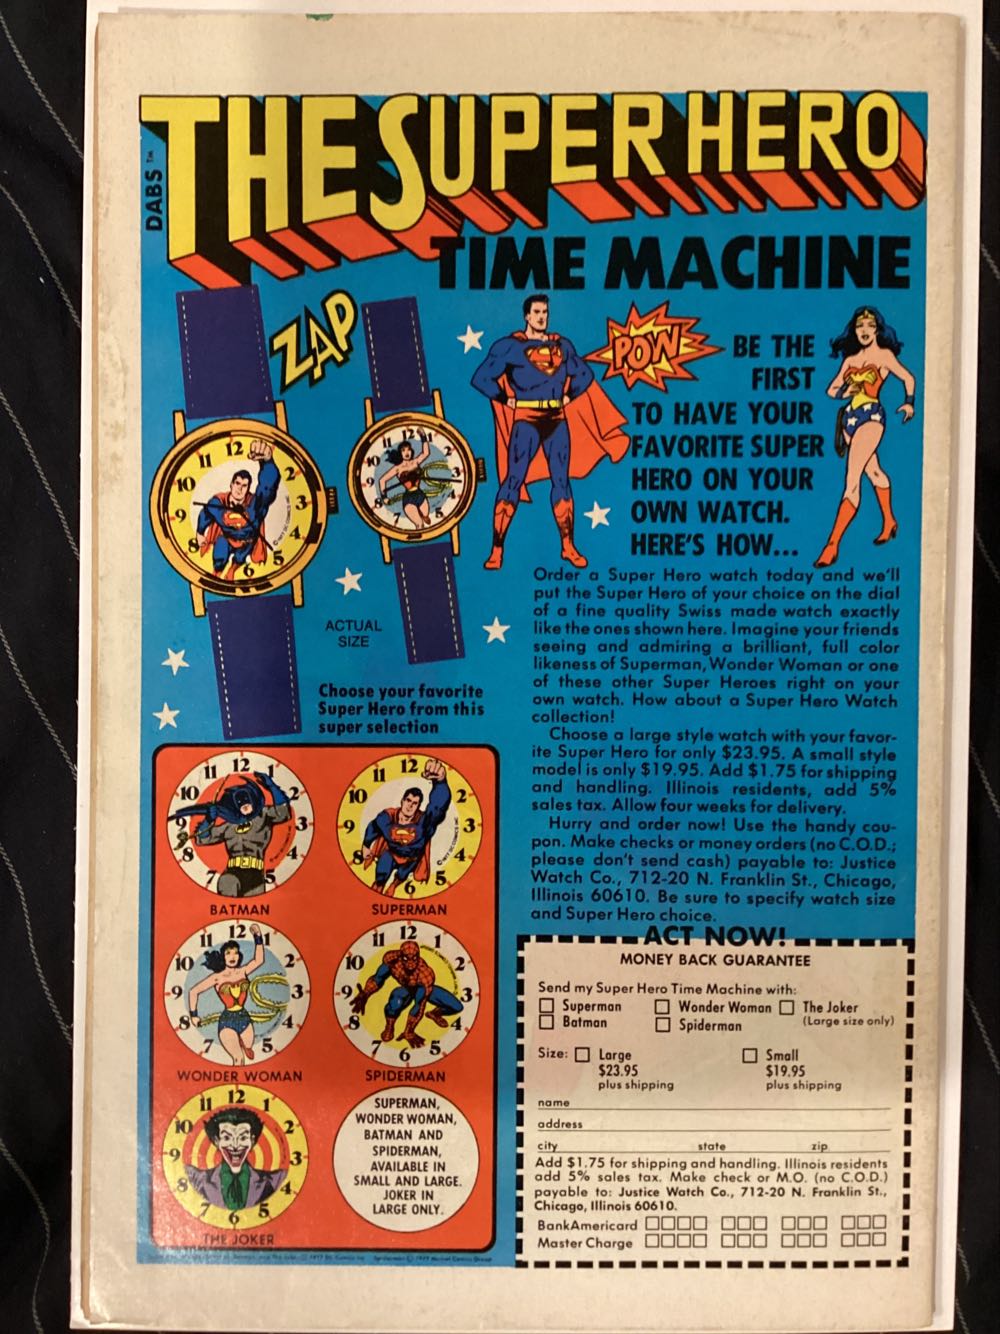 THE SUPER HERO
DABS™
TIME MACHINE
ZAP
POW
BE THE
FIRST
TO HAVE YOUR
FAVORITE SUPER
HERO ON YOUR
OWN WATCH.
HERE'S HOW...
ACTUAL
SIZE
Choose your favorite
Super Hero from this
super selection
Order a Super Hero watch today and we'll
put the Super Hero of your choice on the dial
of a fine quality Swiss made watch exactly
like the ones shown here. Imagine your friends
seeing and admiring a brilliant, full color
likeness of Superman, Wonder Woman or one
of these other Super Heroes right on your
own watch. How about a Super Hero Watch
collection!
Choose a large style watch with your favor-
ite Super Hero for only $23.95. A small style
model is only $19.95. Add $1.75 for shipping
and handling. Illinois residents, add 5%
sales tax. Allow four weeks for delivery.
Hurry and order now! Use the handy cou-
pon. Make checks or money orders (no C.O.D.;
please don't send cash) payable to: Justice
Watch Co., 712-20 N. Franklin St., Chicago,
Illinois 60610. Be sure to specify watch size
and Super Hero choice.
BATMAN
SUPERMAN
WONDER WOMAN
SPIDERMAN
THE JOKER
SUPERMAN,
WONDER WOMAN,
BATMAN AND
SPIDERMAN,
AVAILABLE IN
SMALL AND LARGE.
JOKER IN
LARGE ONLY.
ACT NOW!
MONEY BACK GUARANTEE
Send my Super Hero Time Machine with:
Superman Wonder Woman The Joker
Batman Spiderman (Large size only)
Size: Large Small
$23.95 $19.95
plus shipping plus shipping
name
address
city state zip
Add $1.75 for shipping and handling. Illinois residents
add 5% sales tax. Make check or M.O. (no C.O.D.)
payable to: Justice Watch Co., 712-20 N. Franklin St.,
Chicago, Illinois 60610.
BankAmericard
Master Charge